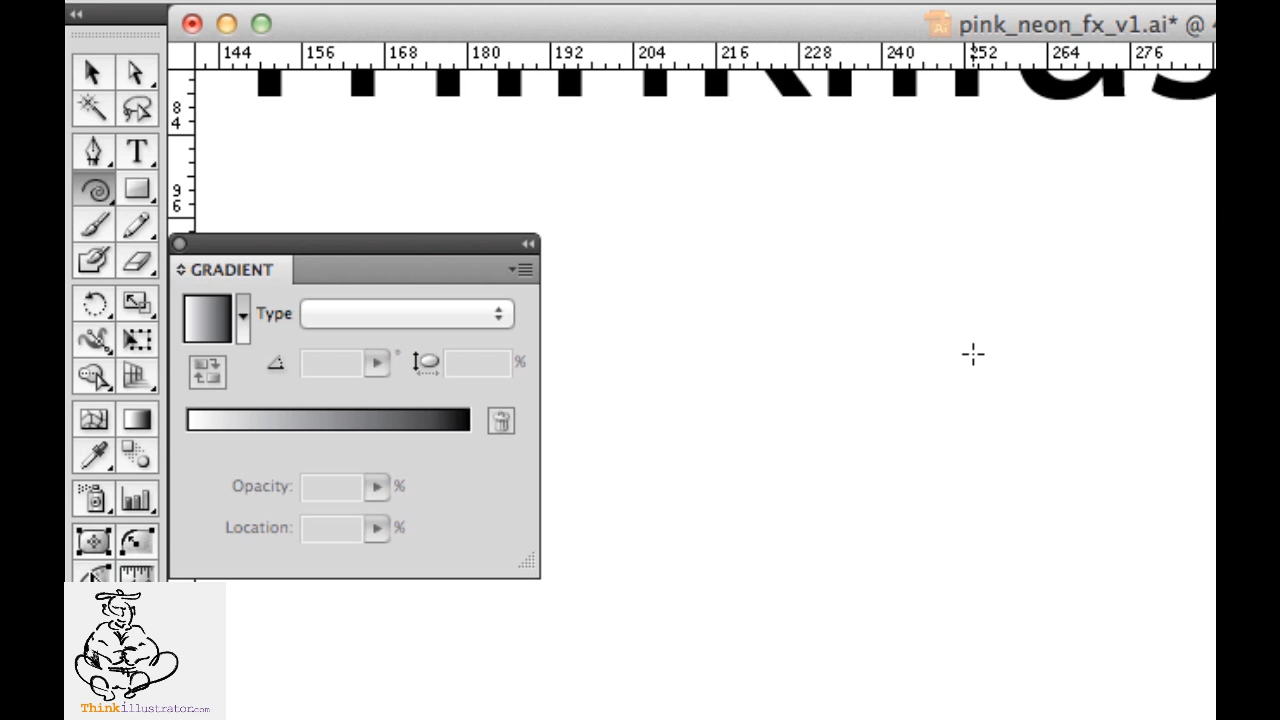 pink_neon_fx_v1.ai* @
144 156 168 180 192 204 216 228 240 252 264 276
8
4
9
6
GRADIENT
Type
°
%
Opacity: %
Location: %
Thinkillustrator.com